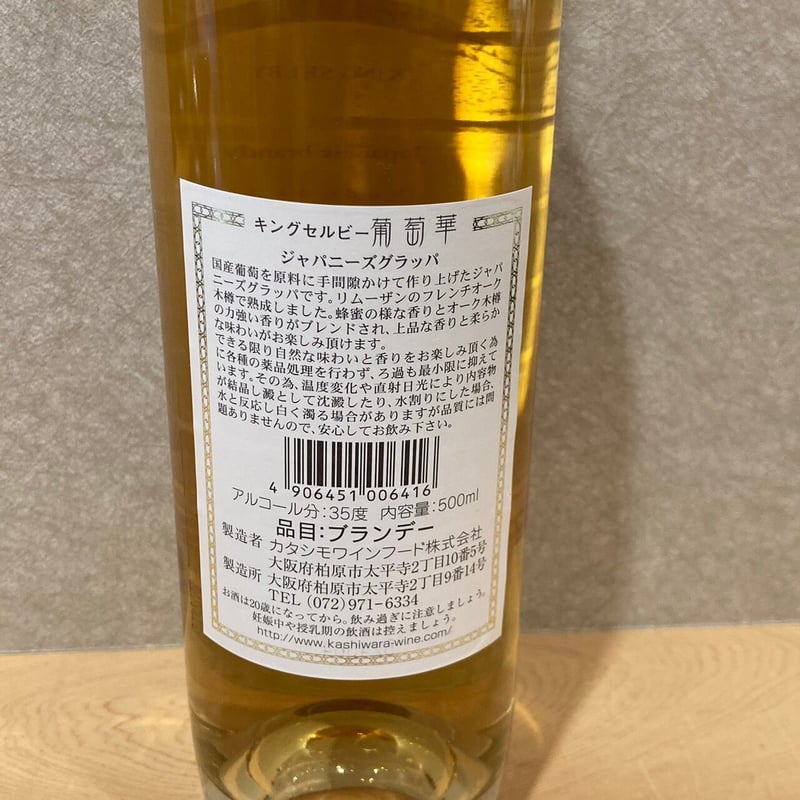 キングセルビー葡萄華
ジャパニーズグラッパ
国産葡萄を原料に手間隙かけて作り上げたジャパ
ニーズグラッパです。リムーザンのフレンチオーク
木樽で熟成しました。蜂蜜の様な香りとオーク木樽
の力強い香りがブレンドされ、上品な香りと柔らか
な味わいがお楽しみ頂けます。
できる限り自然な味わいと香りをお楽しみ頂く為
に各種の薬品処理を行わず、ろ過も最小限に抑えて
います。その為、温度変化や直射日光により内容物
が結晶し澱として沈澱したり、水割りにした場合、
水と反応し白く濁る場合がありますが品質には問
題ありませんので、安心してお飲み下さい。
4 906451 006416
アルコール分：35度 内容量：500ml
品目：ブランデー
製造者 カタシモワインフード株式会社
大阪府柏原市太平寺2丁目10番5号
製造所 大阪府柏原市太平寺2丁目9番14号
TEL (072) 971-6334
お酒は20歳になってから。飲み過ぎに注意しましょう。
妊娠中や授乳期の飲酒は控えましょう。
http://www.kashiwara-wine.com/